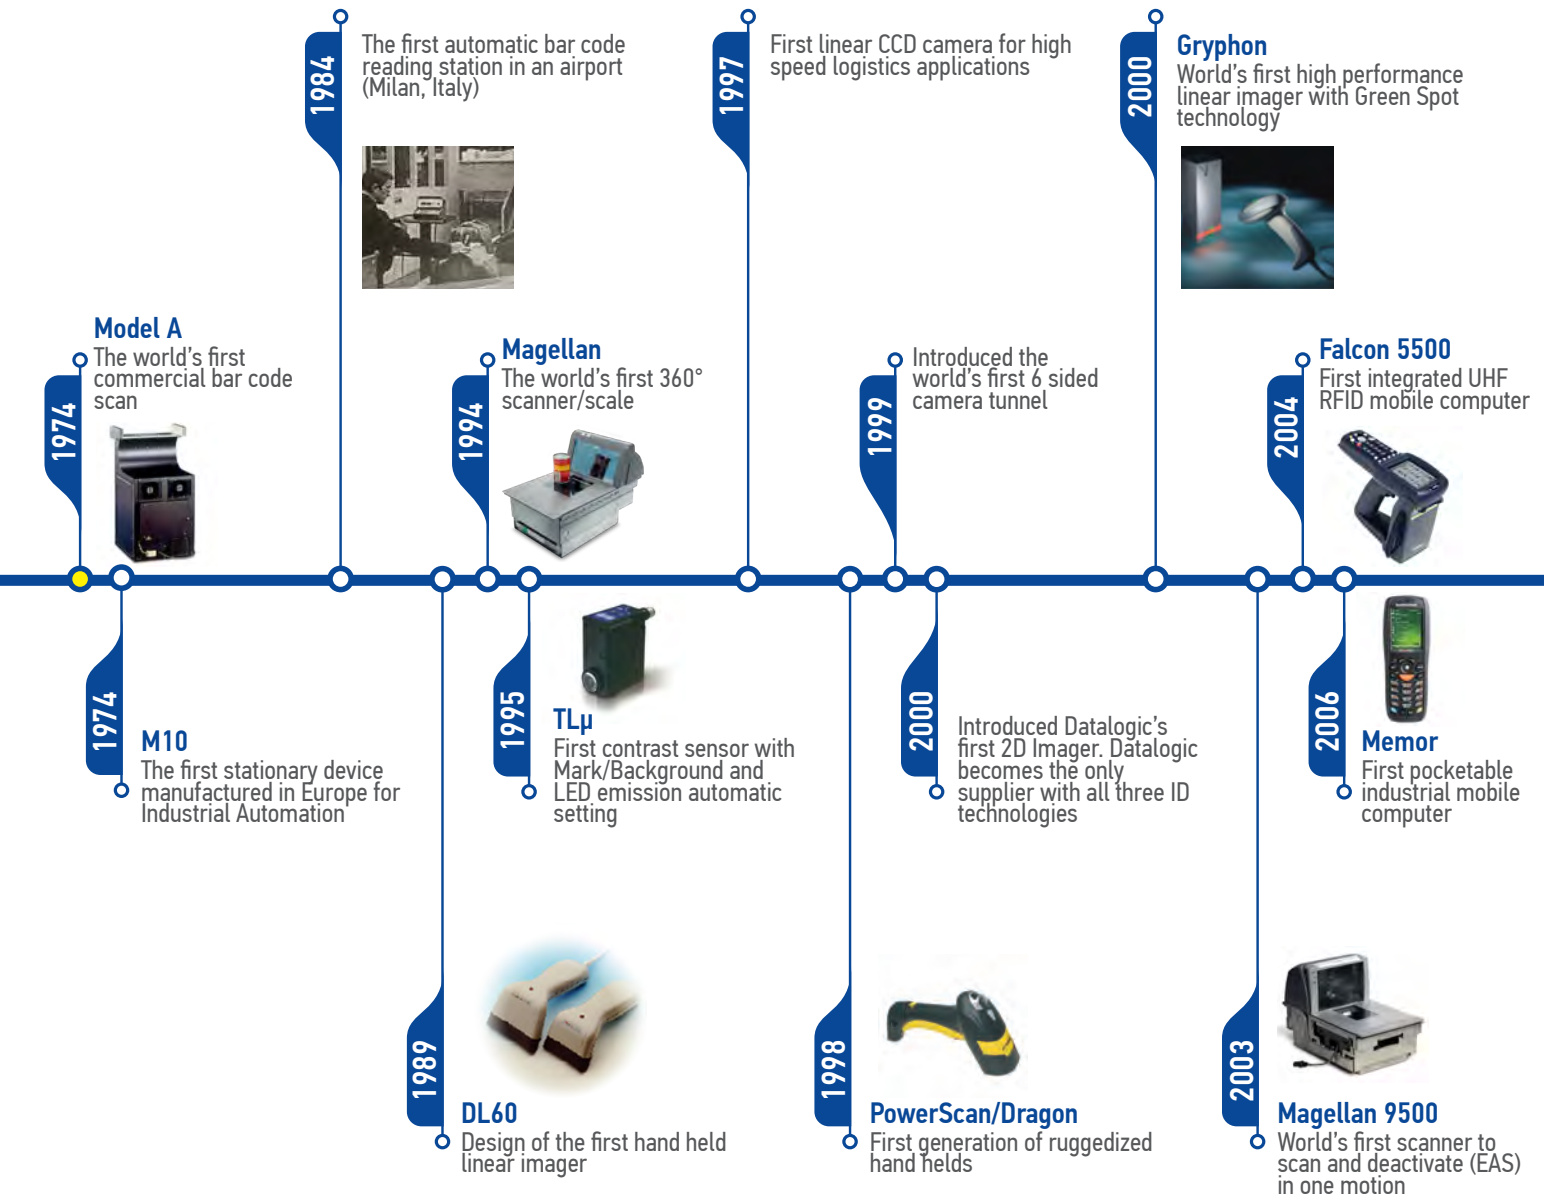 1974
Model A
The world's first
commercial bar code
scan
1974
M10
The first stationary device
manufactured in Europe for
Industrial Automation
1984
The first automatic bar code
reading station in an airport
(Milan, Italy)
1989
DL60
Design of the first hand held
linear imager
1994
Magellan
The world's first 360°
scanner/scale
1995
TLµ
First contrast sensor with
Mark/Background and
LED emission automatic
setting
1997
First linear CCD camera for high
speed logistics applications
1998
PowerScan/Dragon
First generation of ruggedized
hand helds
1999
Introduced the
world's first 6 sided
camera tunnel
2000
Introduced Datalogic's
first 2D Imager. Datalogic
becomes the only
supplier with all three ID
technologies
2000
Gryphon
World's first high performance
linear imager with Green Spot
technology
2003
Magellan 9500
World's first scanner to
scan and deactivate (EAS)
in one motion
2004
Falcon 5500
First integrated UHF
RFID mobile computer
2006
Memor
First pocketable
industrial mobile
computer